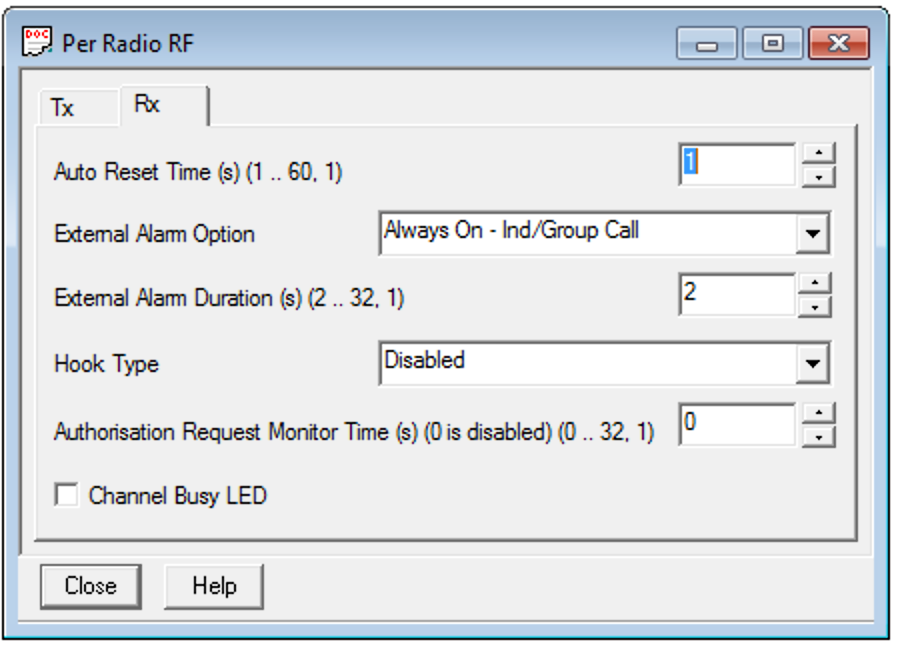 DOC Per Radio RF
Tx Rx
Auto Reset Time (s) (1 .. 60, 1) 1
External Alarm Option Always On - Ind/Group Call
External Alarm Duration (s) (2 .. 32, 1) 2
Hook Type Disabled
Authorisation Request Monitor Time (s) (0 is disabled) (0 .. 32, 1) 0
Channel Busy LED
Close Help